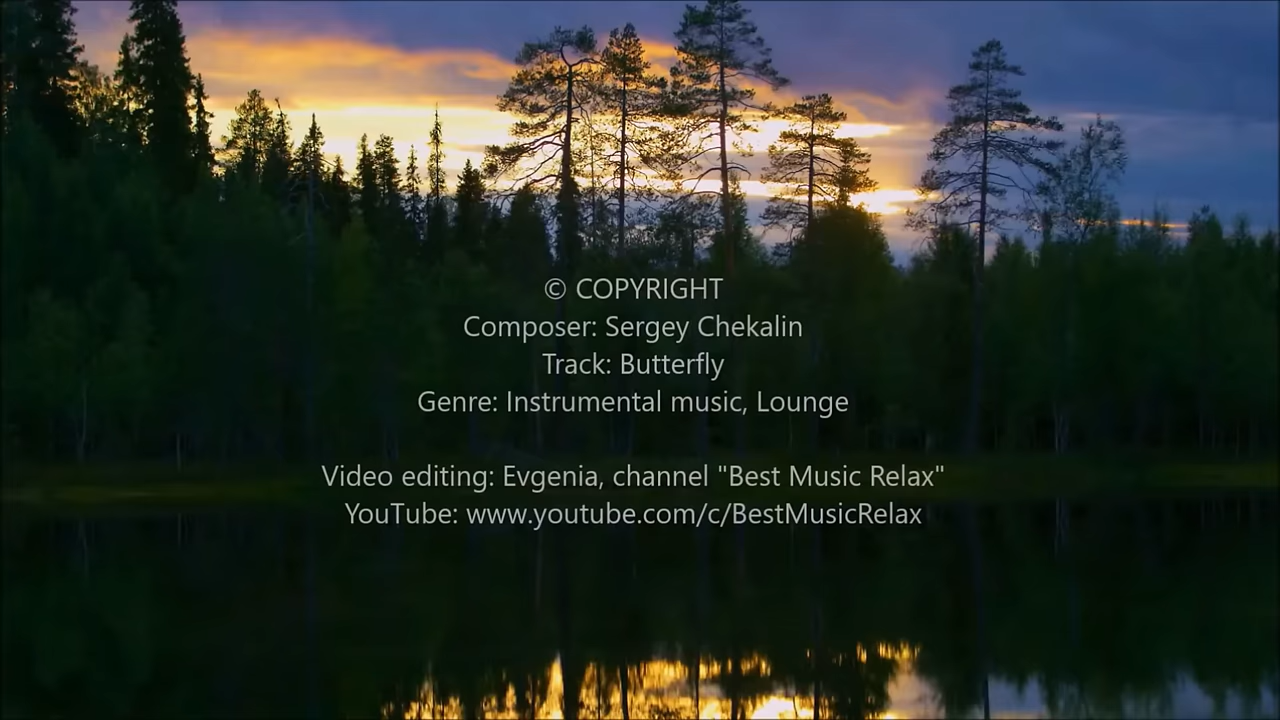 © COPYRIGHT
Composer: Sergey Chekalin
Track: Butterfly
Genre: Instrumental music, Lounge
Video editing: Evgenia, channel "Best Music Relax"
YouTube: www.youtube.com/c/BestMusicRelax